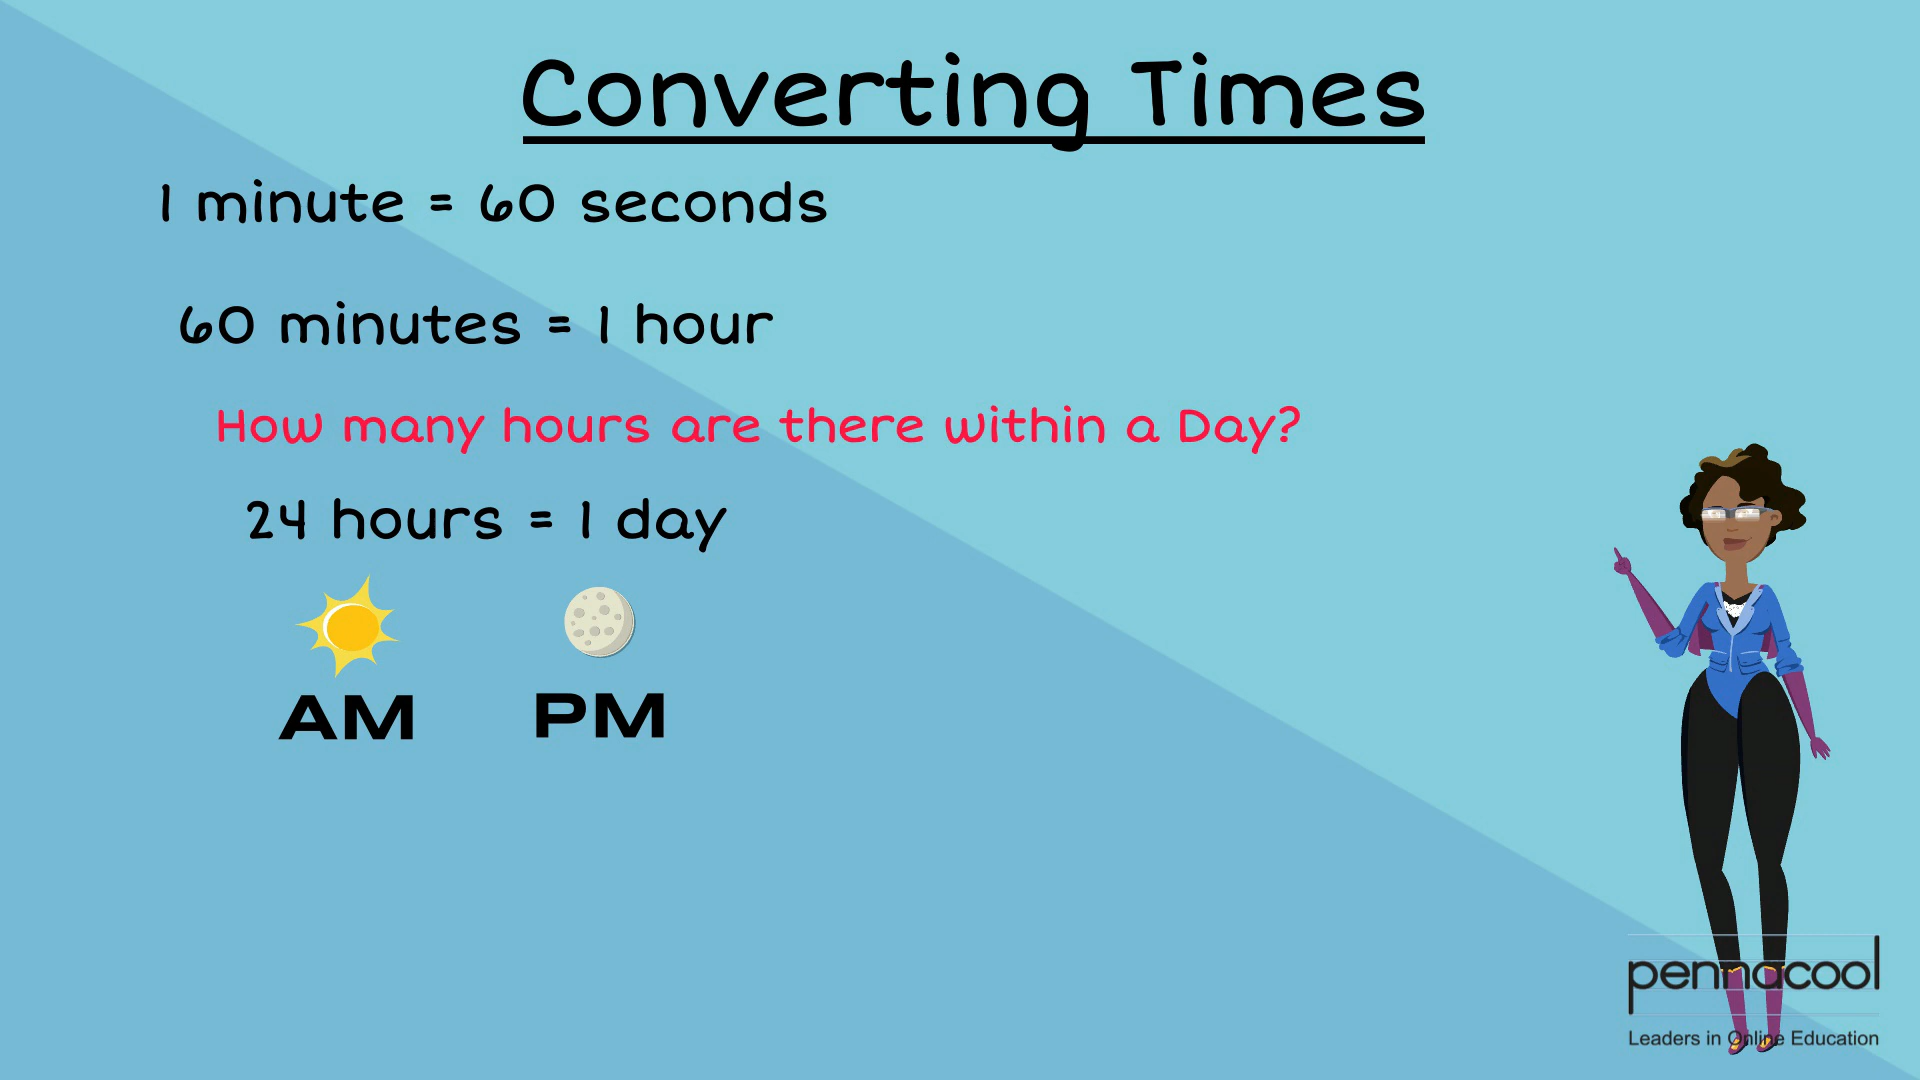 Converting Times
1 minute = 60 seconds
60 minutes = 1 hour
How many hours are there within a Day?
24 hours = 1 day
AM PM
pennacool
Leaders in Online Education